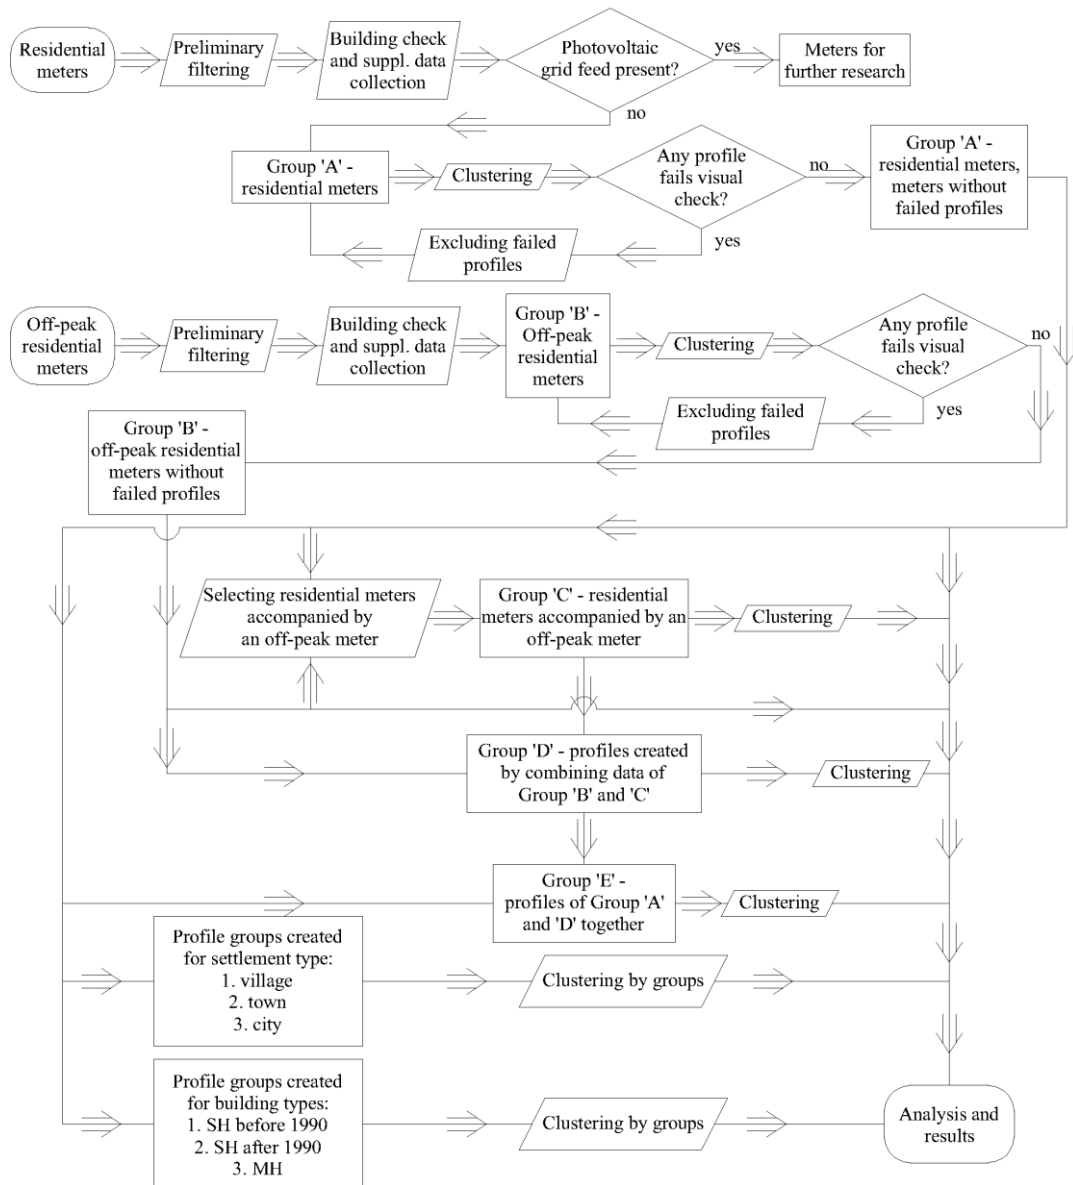 Residential
meters
Preliminary
filtering
Building check
and suppl. data
collection
Photovoltaic
grid feed present?
yes
Meters for
further research
no
Group 'A' -
residential meters
Clustering
Any profile
fails visual
check?
no
Group 'A' -
residential meters,
meters without
failed profiles
yes
Excluding failed
profiles
Off-peak
residential
meters
Preliminary
filtering
Building check
and suppl. data
collection
Group 'B' -
Off-peak
residential
meters
Clustering
Any profile
fails visual
check?
no
yes
Excluding failed
profiles
Group 'B' -
off-peak residential
meters without
failed profiles
Selecting residential meters
accompanied by
an off-peak meter
Group 'C' - residential
meters accompanied by an
off-peak meter
Clustering
Group 'D' - profiles created
by combining data of
Group 'B' and 'C'
Clustering
Group 'E' -
profiles of Group 'A'
and 'D' together
Clustering
Profile groups created
for settlement type:
1. village
2. town
3. city
Clustering by groups
Profile groups created
for building types:
1. SH before 1990
2. SH after 1990
3. MH
Clustering by groups
Analysis and
results